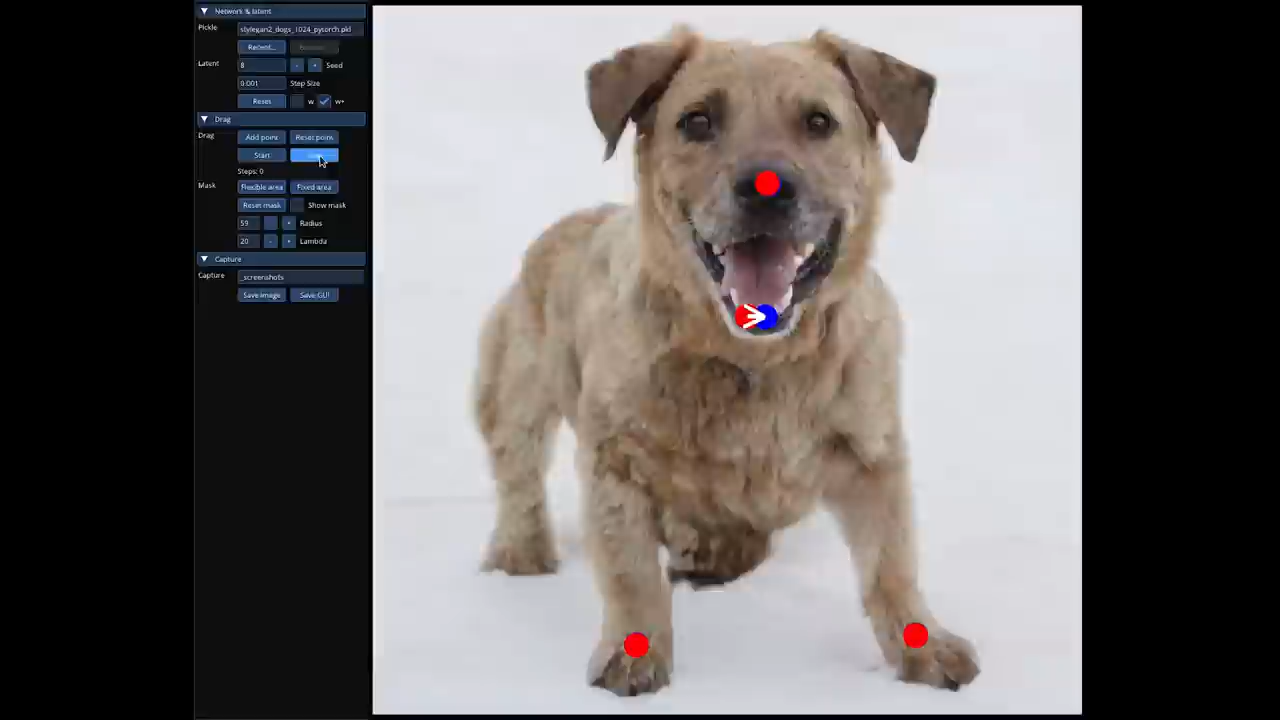 Network & latent
Pickle stylegan2_dogs_1024_pytorch.pkl
Recent...
Latent 8 - + Seed
0.001 Step Size
Reset w w+
Drag
Drag Add point Reset point
Start
Steps: 0
Mask Flexible area Fixed area
Reset mask Show mask
59 + Radius
20 - + Lambda
Capture
Capture _screenshots
Save image Save GUI